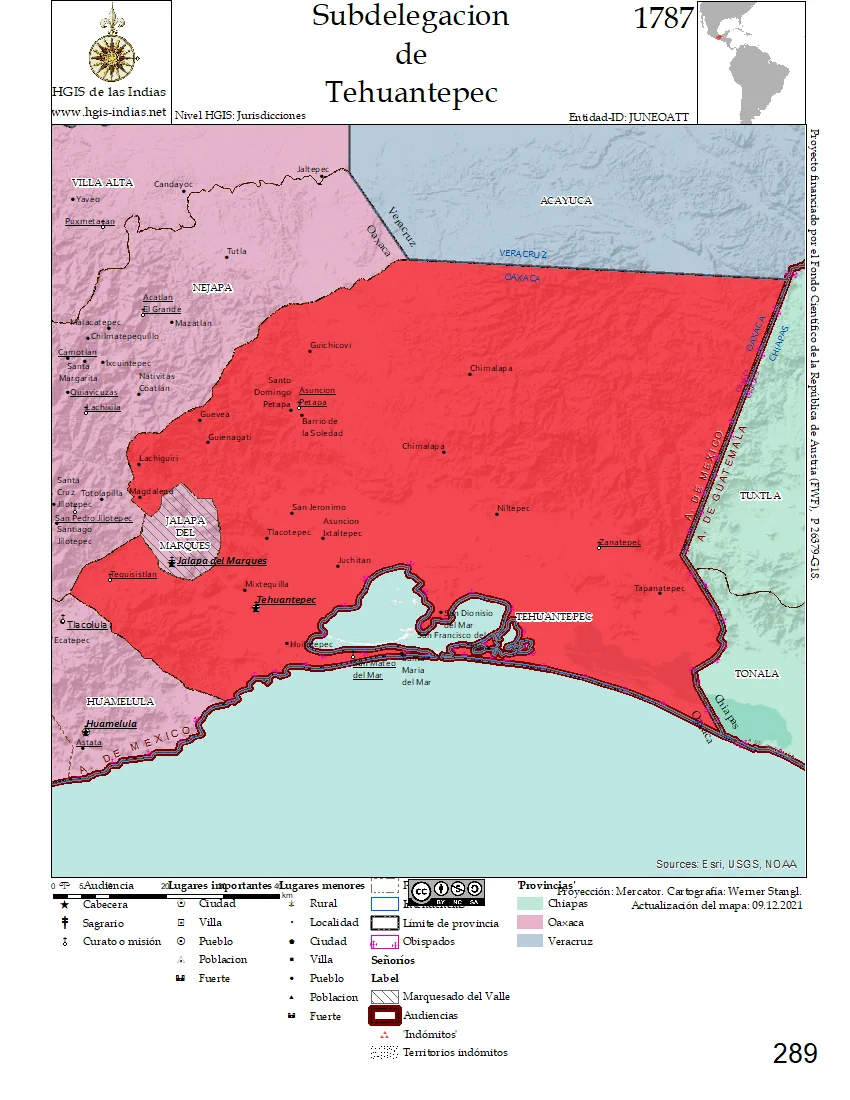 Subdelegacion
de
Tehuantepec
1787
HGIS de las Indias
www.hgis-indias.net
Nivel HGIS: Jurisdicciones
Entidad-ID: JUNEOATT
Proyecto financiado por el Fondo Científico de la República de Austria (FWF), P 26379-G18.
VILLA ALTA
Candayoc
Jaltepec
Yaveo
Puxmetacan
ACAYUCA
Veracruz
Oaxaca
Tutla
VERACRUZ
OAXACA
NEJAPA
Acatlan
El Grande
Malacatepec
Mazatlan
Chilmatepequillo
OAXACA
CHIAPAS
Guichicovi
Camotlan
Santa
Margarita
Ixcuintepec
Nativitas
Coatlan
Quiavicuzas
Lachixila
Chimalapa
Santo
Domingo
Petapa
Asuncion
Petapa
Barrio de
la Soledad
Guevea
Guienagati
Chimalapa
A. DE MEXICO
A. DE GUATEMALA
Lachiguiri
Santa
Cruz
Jilotepec
Totolapilla
Magdalena
San Pedro Jilotepec
Santiago
Jilotepec
JALAPA
DEL
MARQUES
Jalapa del Marques
San Jeronimo
Asuncion
Ixtaltepec
Tlacotepec
Niltepec
TUXTLA
Zanatepec
Juchitan
Tequisistlan
Mixtequilla
Tehuantepec
Tapanatepec
San Dionisio
del Mar
TEHUANTEPEC
San Francisco del
Tlacolula
Ecatepec
Huilotepec
San Mateo
del Mar
Maria
del Mar
TONALA
HUAMELULA
Huamelula
Astata
A. DE MEXICO
Chiapas
Oaxaca
Sources: Esri, USGS, NOAA
0 5 20 40 km
Audiencia
Cabecera
Sagrario
Curato o misión
Lugares importantes
Ciudad
Villa
Pueblo
Poblacion
Fuerte
Lugares menores
Rural
Localidad
Ciudad
Villa
Pueblo
Poblacion
Fuerte
BY NC SA
Límite de provincia
Obispados
Señoríos
Label
Marquesado del Valle
Audiencias
'Indómitos'
Territorios indómitos
'Provincias'
Chiapas
Oaxaca
Veracruz
Proyección: Mercator. Cartografía: Werner Stangl.
Actualización del mapa: 09.12.2021
289